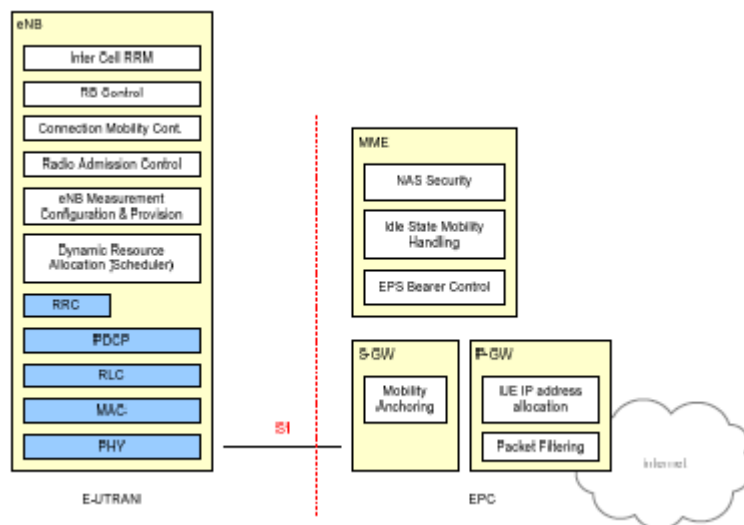 eNB
Inter Cell RRM
RB Control
Connection Mobility Cont.
Radio Admission Control
eNB Measurement
Configuration & Provision
Dynamic Resource
Allocation (Scheduler)
RRC
PDCP
RLC
MAC
PHY
S1
MME
NAS Security
Idle State Mobility
Handling
EPS Bearer Control
S-GW
Mobility
Anchoring
P-GW
UE IP address
allocation
Packet Filtering
internet
E-UTRAN
EPC